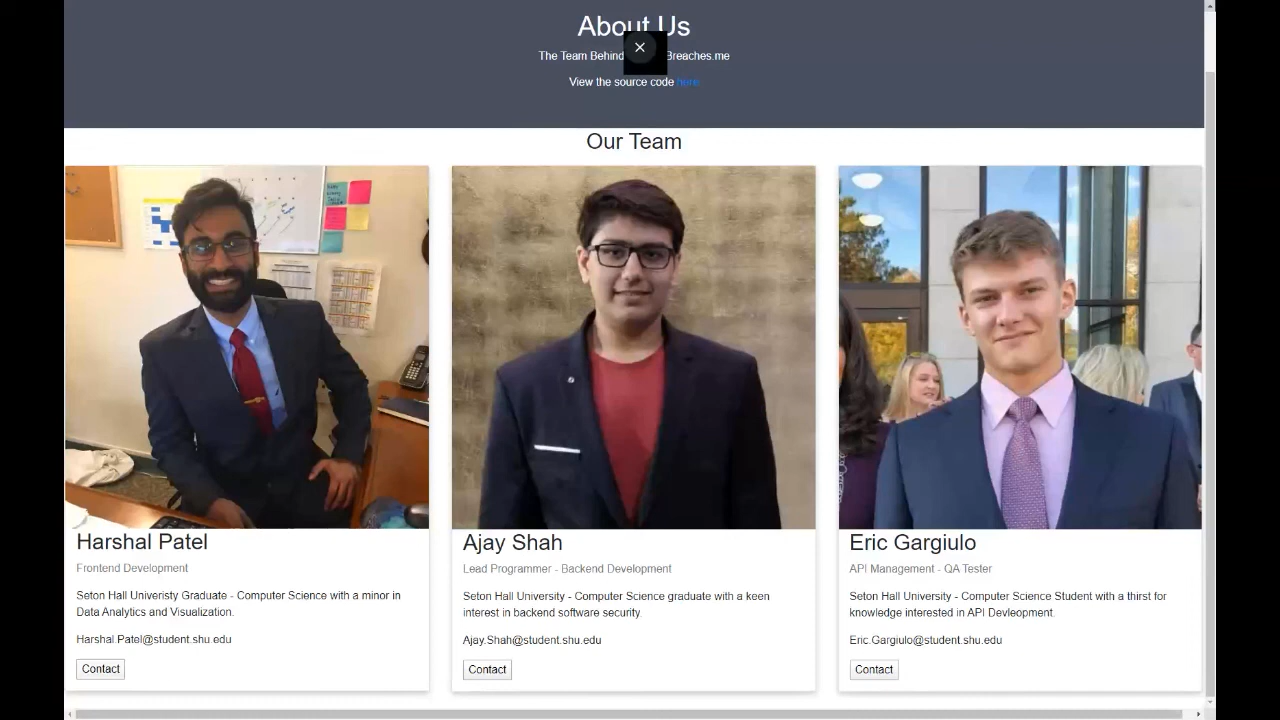 About Us
The Team Behind Breaches.me
View the source code here
Our Team
Harshal Patel
Frontend Development
Seton Hall Univeristy Graduate - Computer Science with a minor in
Data Analytics and Visualization.
Harshal.Patel@student.shu.edu
Contact
Ajay Shah
Lead Programmer - Backend Development
Seton Hall University - Computer Science graduate with a keen
interest in backend software security.
Ajay.Shah@student.shu.edu
Contact
Eric Gargiulo
API Management - QA Tester
Seton Hall University - Computer Science Student with a thirst for
knowledge interested in API Devleopment.
Eric.Gargiulo@student.shu.edu
Contact